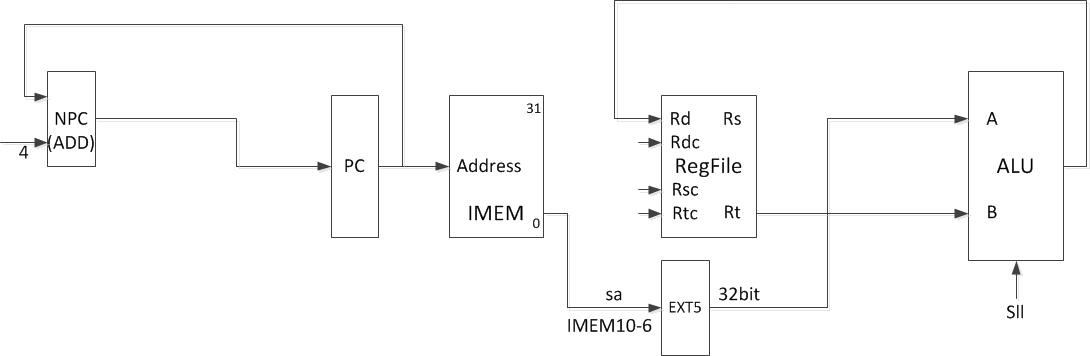 NPC
(ADD)
4
PC
31
Address
IMEM
0
Rd Rs
Rdc
RegFile
Rsc
Rtc Rt
sa
IMEM10-6
EXT5
32bit
A
ALU
B
Sll